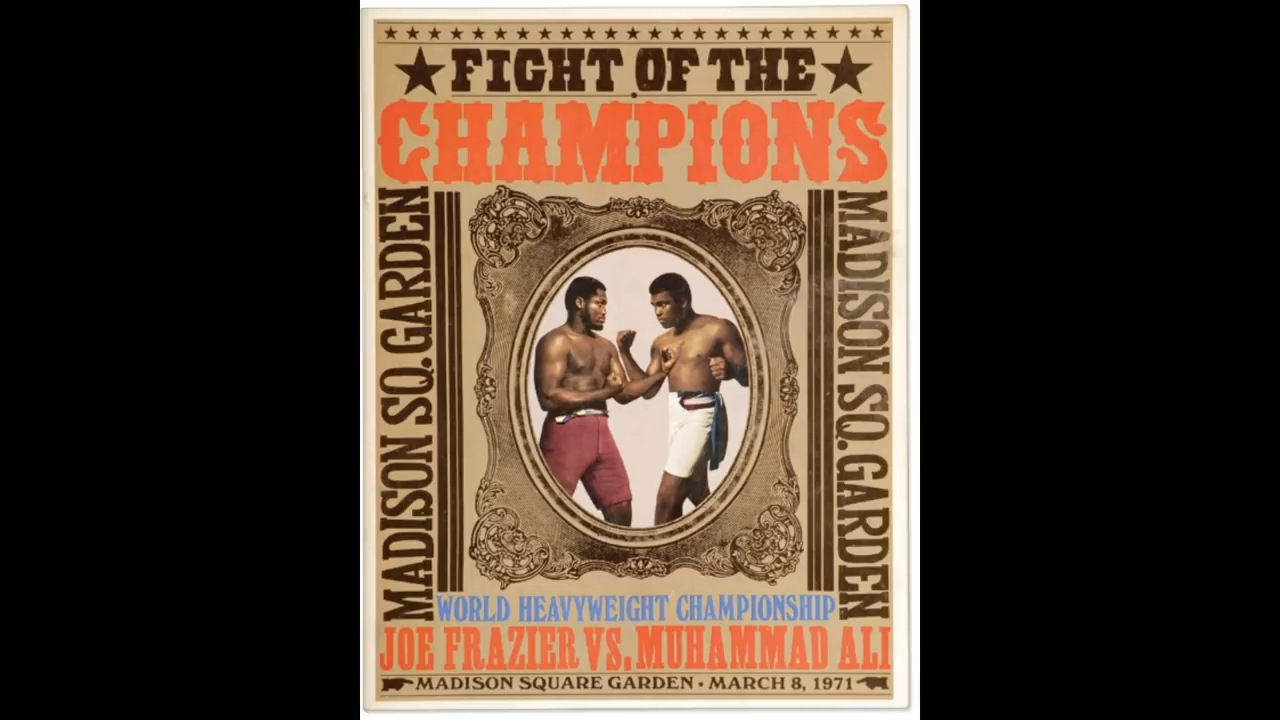 FIGHT OF THE
CHAMPIONS
MADISON SQ. GARDEN
MADISON SQ. GARDEN
WORLD HEAVYWEIGHT CHAMPIONSHIP
JOE FRAZIER VS. MUHAMMAD ALI
MADISON SQUARE GARDEN • MARCH 8, 1971